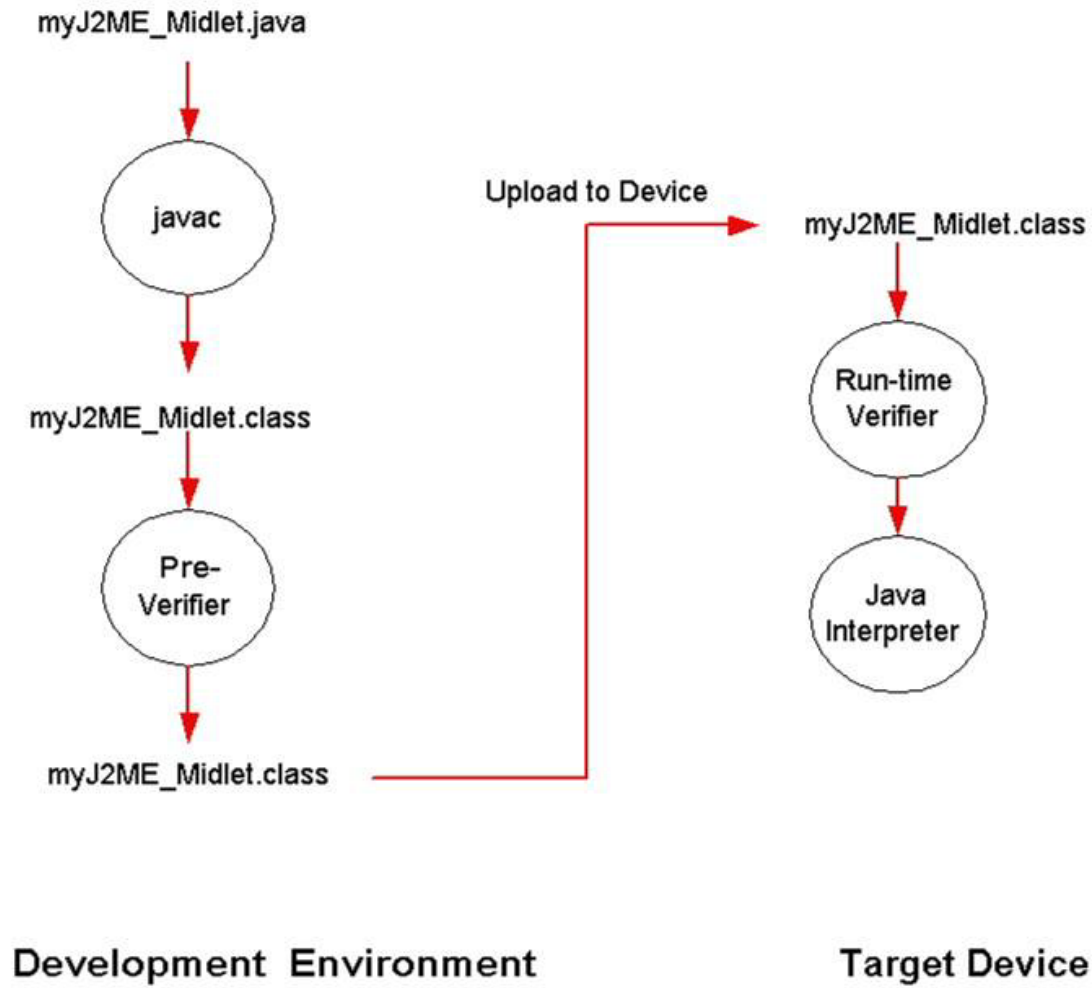 myJ2ME_Midlet.java
javac
myJ2ME_Midlet.class
Pre-
Verifier
myJ2ME_Midlet.class
Upload to Device
myJ2ME_Midlet.class
Run-time
Verifier
Java
Interpreter
Development Environment
Target Device